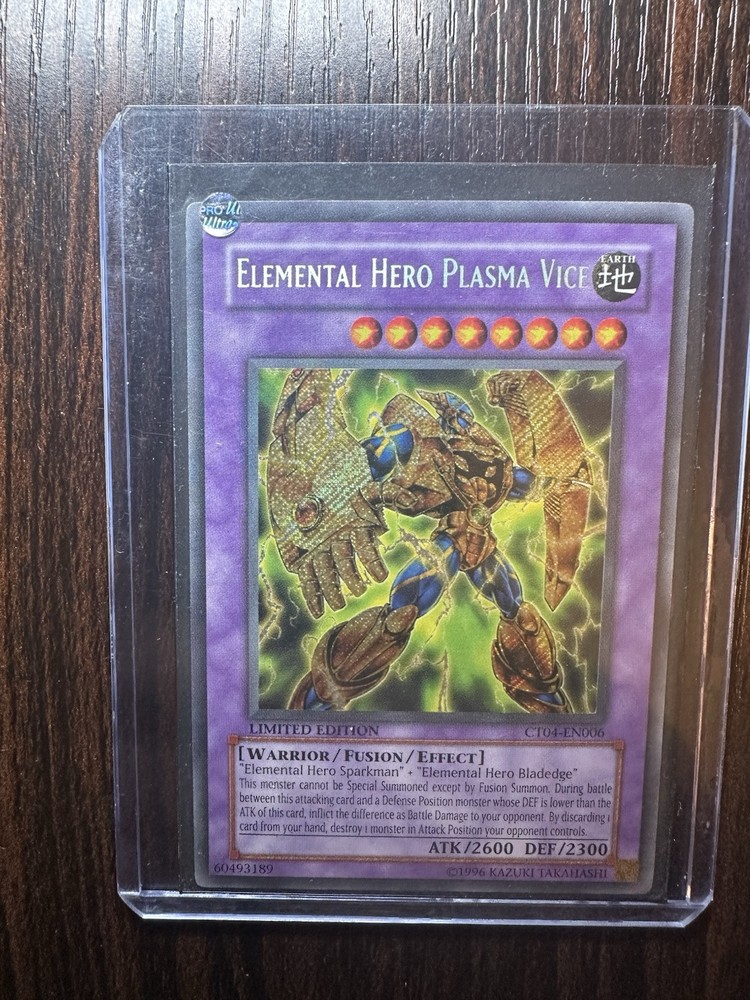 PRO Ul
Ultra
ELEMENTAL HERO PLASMA VICE
EARTH
地
LIMITED EDITION
CT04-EN006
[WARRIOR/FUSION/EFFECT]
"Elemental Hero Sparkman" + "Elemental Hero Bladedge"
This monster cannot be Special Summoned except by Fusion Summon. During battle
between this attacking card and a Defense Position monster whose DEF is lower than the
ATK of this card, inflict the difference as Battle Damage to your opponent. By discarding 1
card from your hand, destroy 1 monster in Attack Position your opponent controls.
ATK/2600 DEF/2300
60493189
©1996 KAZUKI TAKAHASHI